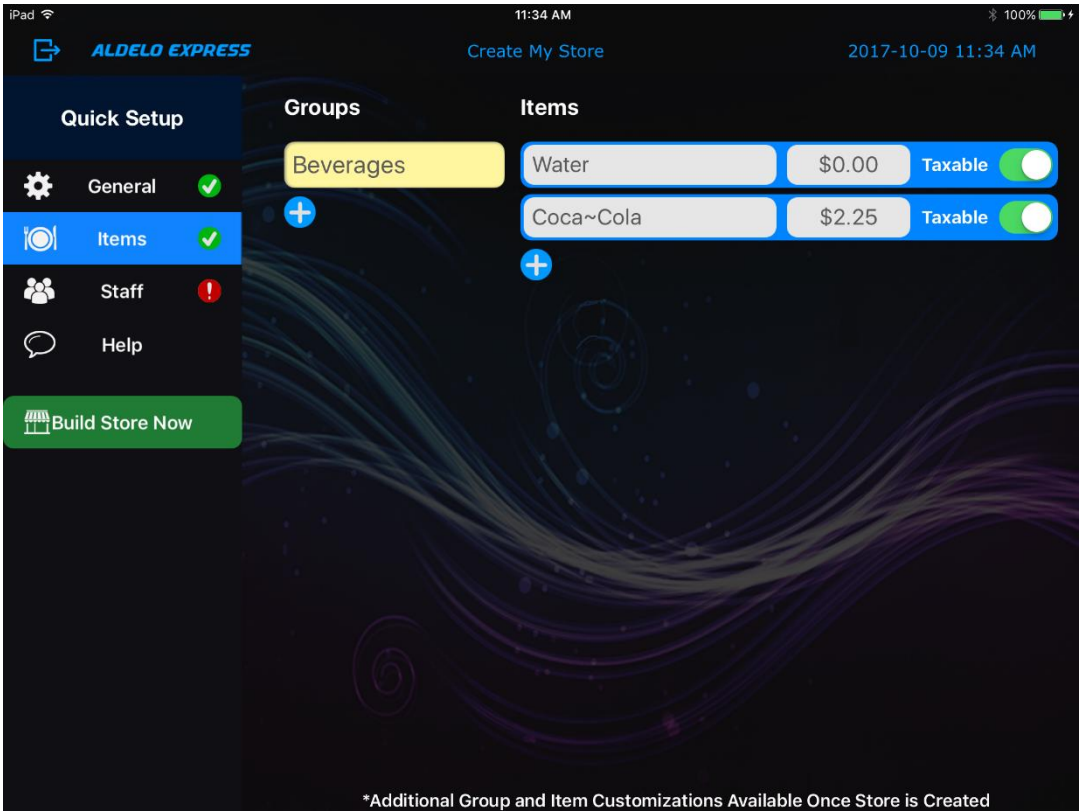 iPad 11:34 AM 100%
ALDELO EXPRESS Create My Store 2017-10-09 11:34 AM
Quick Setup
General
Items
Staff
Help
Build Store Now
Groups
Beverages
Items
Water $0.00 Taxable
Coca~Cola $2.25 Taxable
*Additional Group and Item Customizations Available Once Store is Created